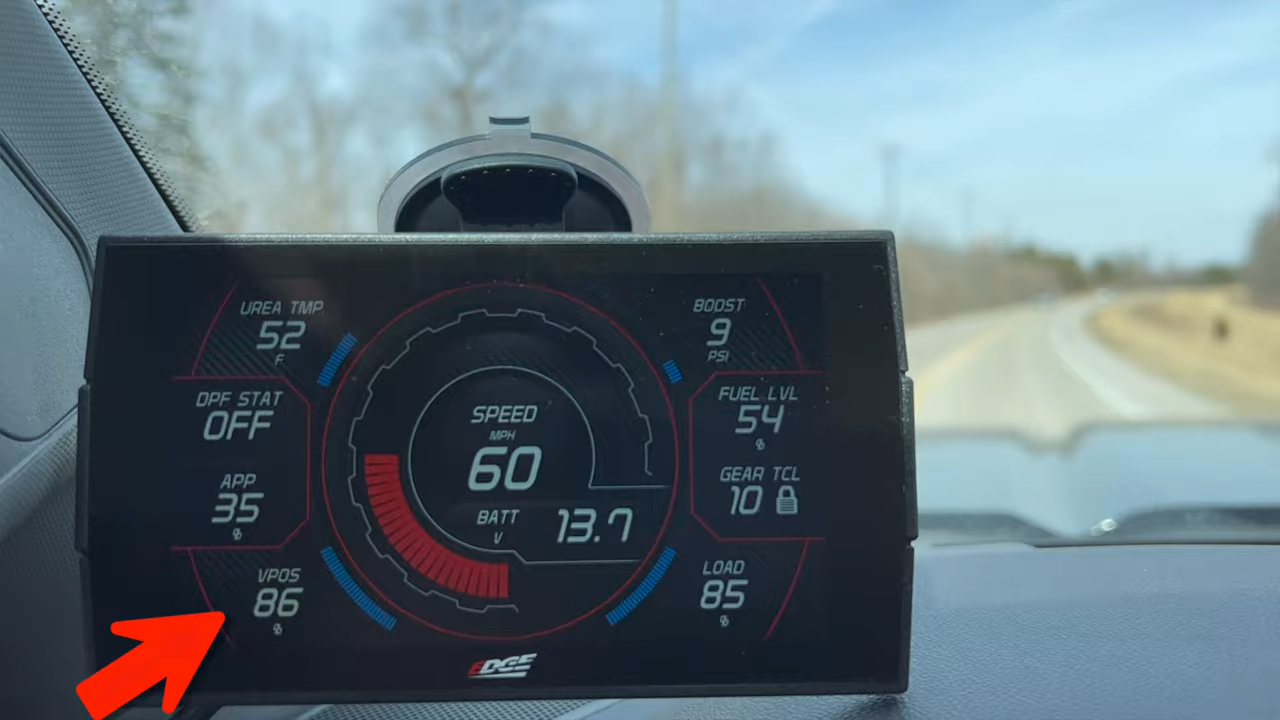 UREA TMP
52
F
DPF STAT
OFF
APP
35
%
VPOS
86
%
SPEED
MPH
60
BATT
V
13.7
BOOST
9
PSI
FUEL LVL
54
%
GEAR TCL
10
LOAD
85
%
EDGE